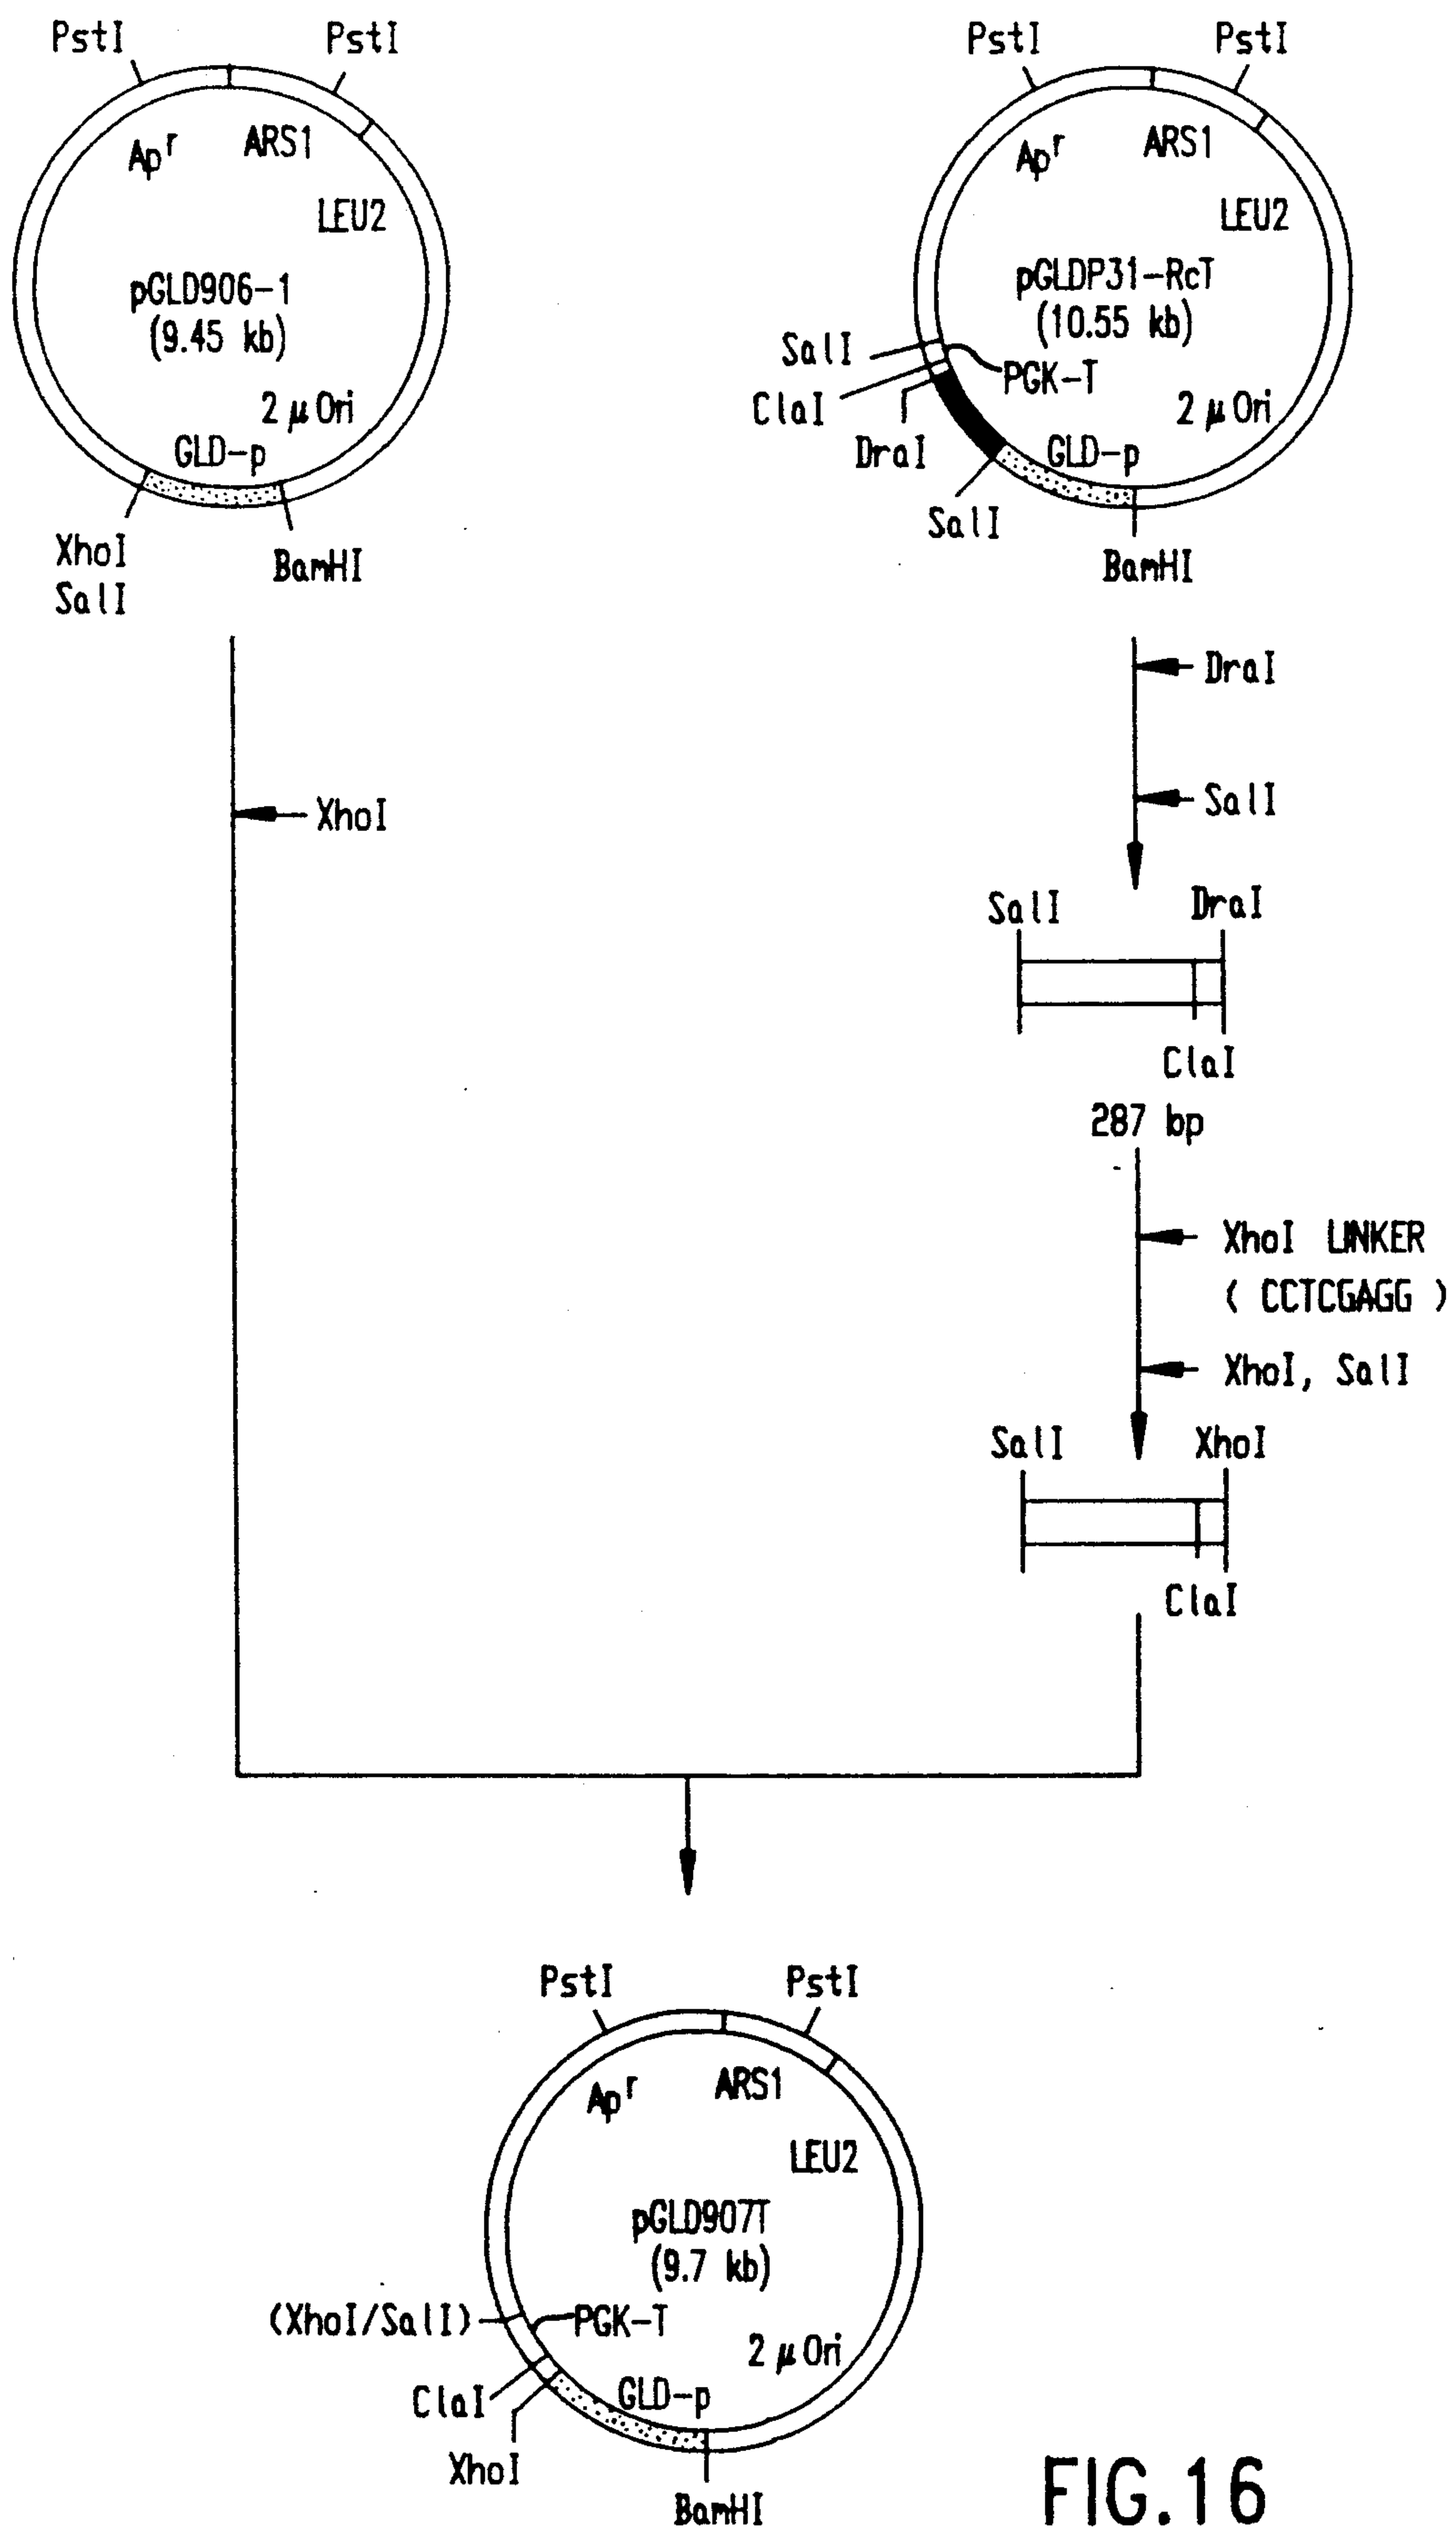 PstI
PstI
Apʳ
ARS1
LEU2
pGLD906-1
(9.45 kb)
2 μ Ori
GLD-p
XhoI
SalI
BamHI
PstI
PstI
Apʳ
ARS1
LEU2
pGLDP31-RcT
(10.55 kb)
SalI
PGK-T
ClaI
2 μ Ori
DraI
GLD-p
SalI
BamHI
XhoI
DraI
SalI
SalI
DraI
ClaI
287 bp
XhoI LINKER
( CCTCGAGG )
XhoI, SalI
SalI
XhoI
ClaI
PstI
PstI
Apʳ
ARS1
LEU2
pGLD907T
(9.7 kb)
(XhoI/SalI)
PGK-T
2 μ Ori
ClaI
GLD-p
XhoI
BamHI
FIG.16